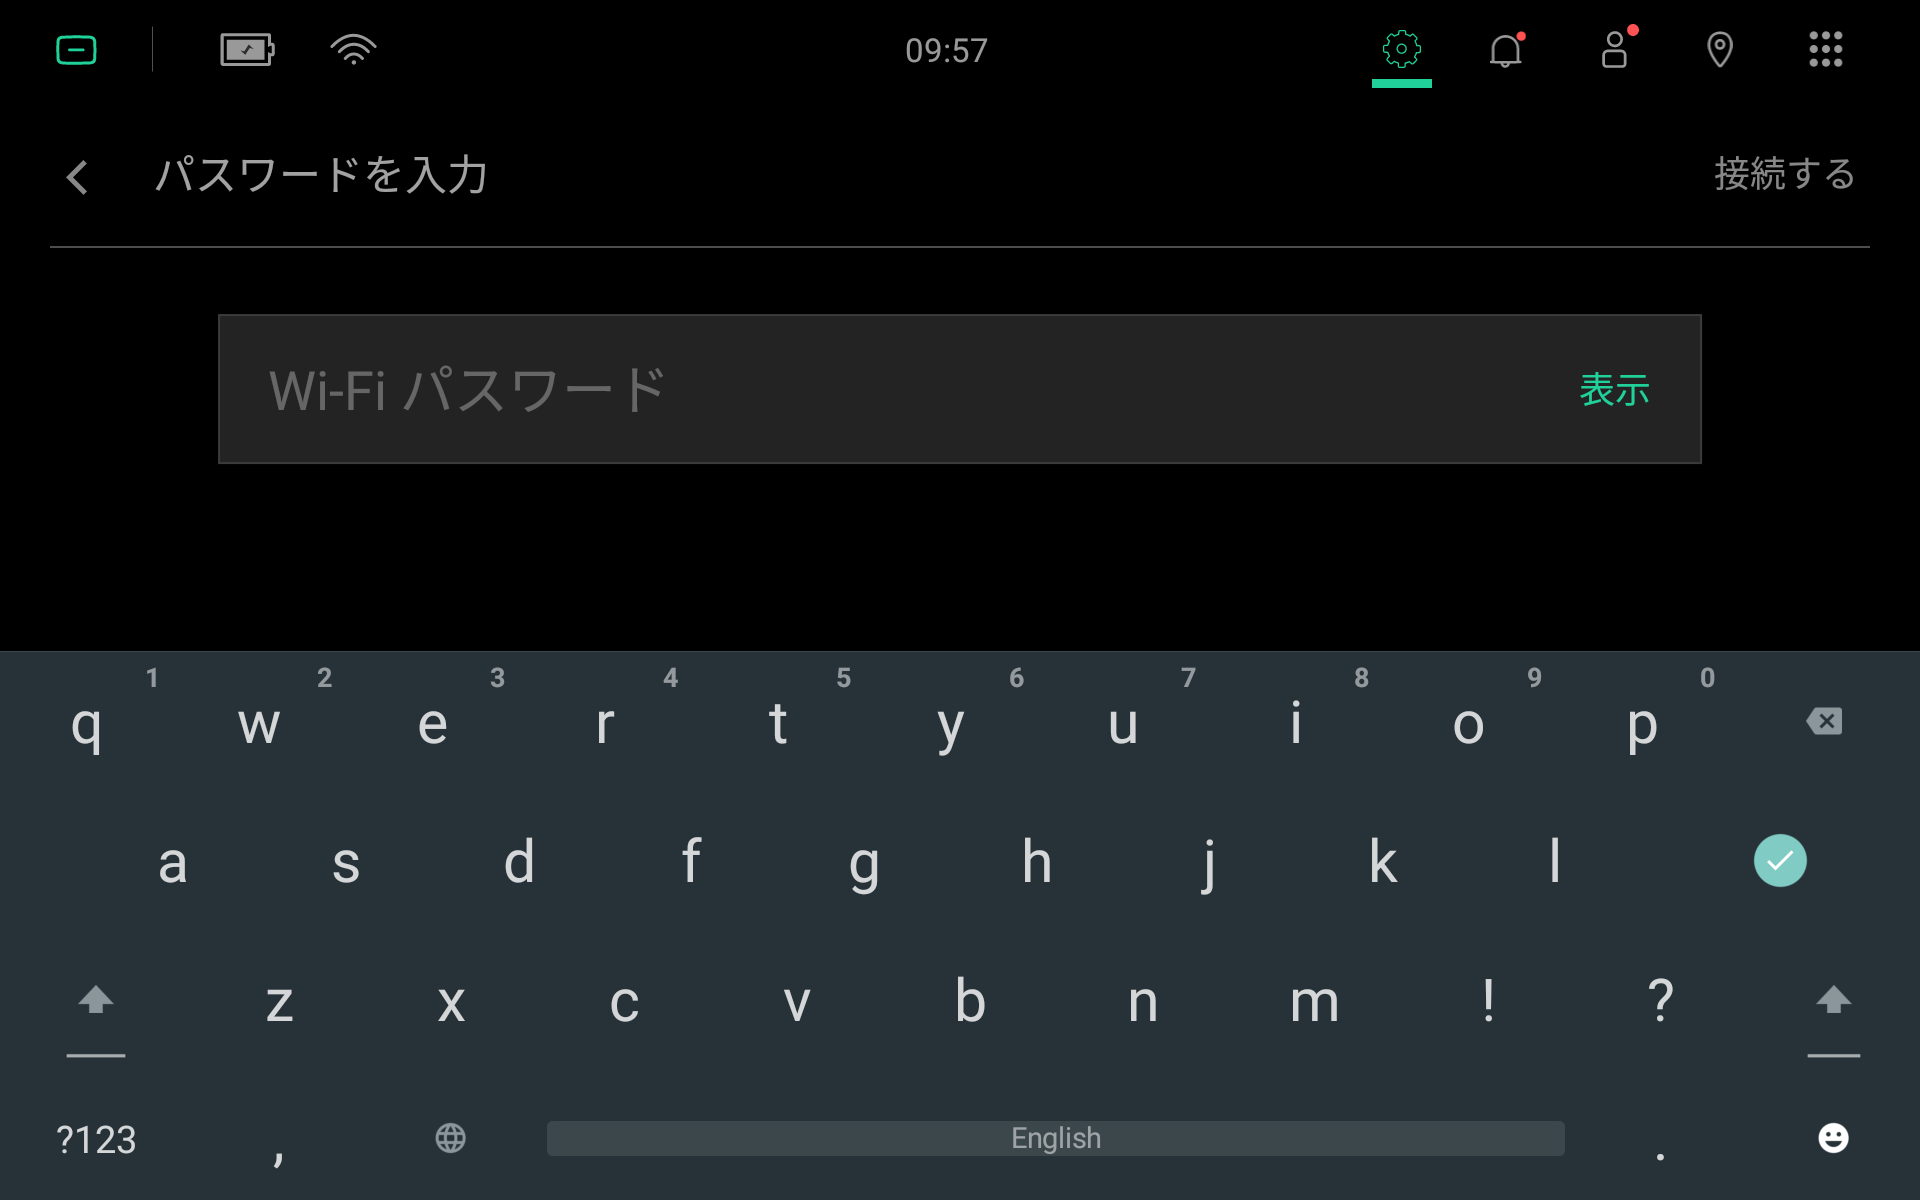 09:57
パスワードを入力
接続する
Wi-Fi パスワード
表示
1 2 3 4 5 6 7 8 9 0
q w e r t y u i o p
a s d f g h j k l
z x c v b n m ! ?
?123 , English .